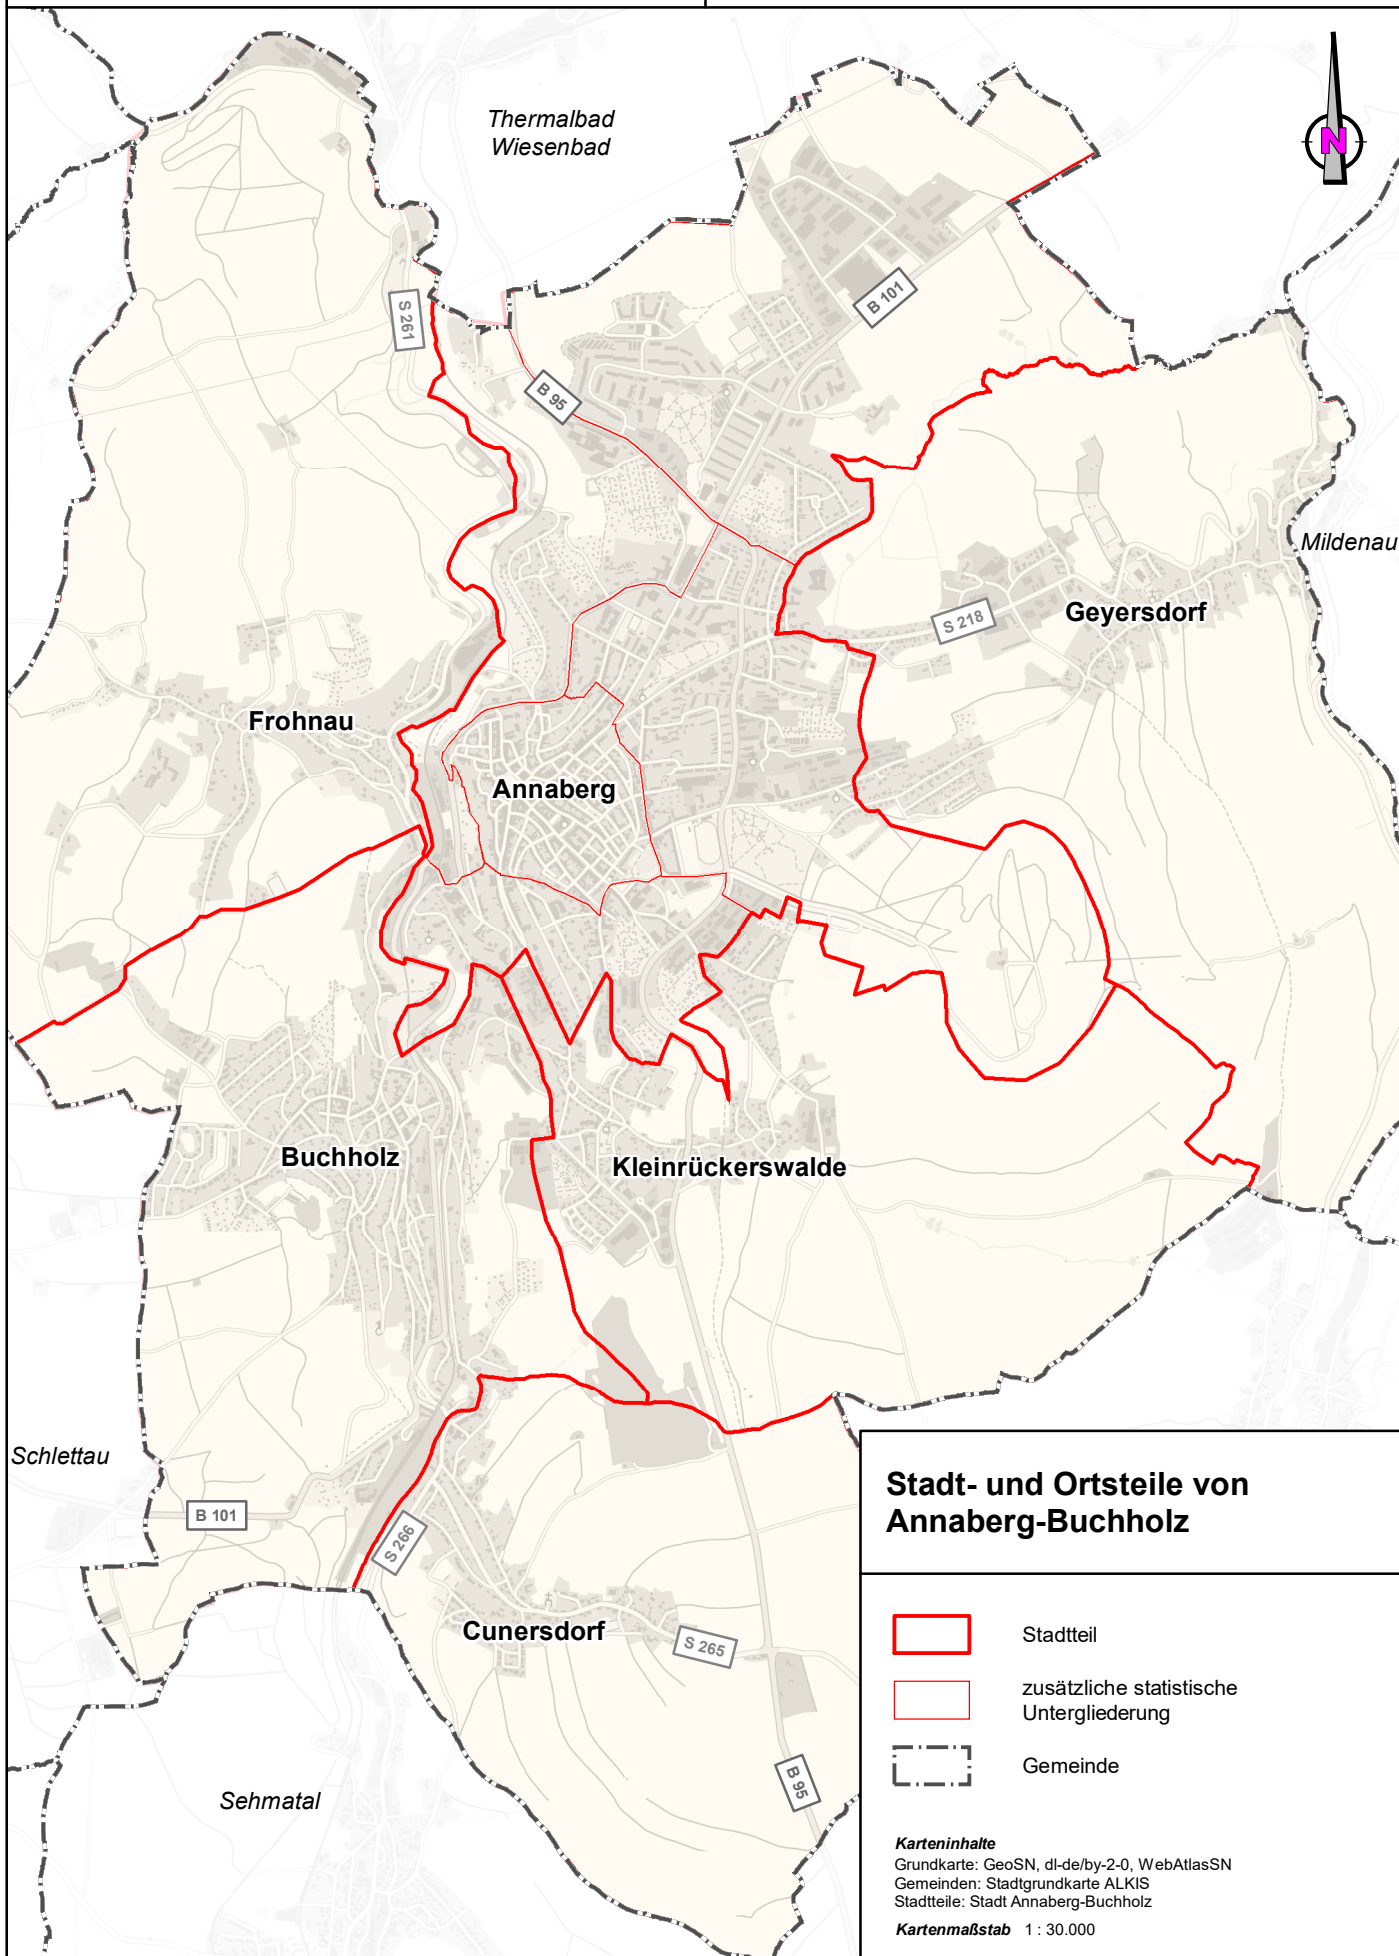 Thermalbad
Wiesenbad
N
S 261
B 101
B 95
Mildenau
Geyersdorf
S 218
Frohnau
Annaberg
Buchholz
Kleinrückerswalde
Schlettau
B 101
S 266
Cunersdorf
S 265
B 95
Sehmatal
Stadt- und Ortsteile von
Annaberg-Buchholz
Stadtteil
zusätzliche statistische
Untergliederung
Gemeinde
Karteninhalte
Grundkarte: GeoSN, dl-de/by-2-0, WebAtlasSN
Gemeinden: Stadtgrundkarte ALKIS
Stadtteile: Stadt Annaberg-Buchholz
Kartenmaßstab 1 : 30.000